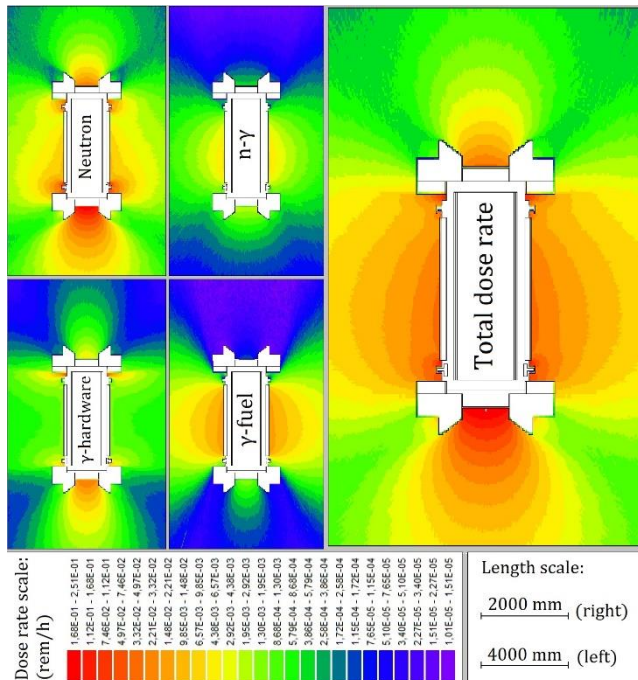 Neutron
n-γ
Total dose rate
γ-hardware
γ-fuel
Dose rate scale:
(rem/h)
1,68E-01 - 2,51E-01
1,12E-01 - 1,68E-01
7,46E-02 - 1,12E-01
4,97E-02 - 7,46E-02
3,32E-02 - 4,97E-02
2,21E-02 - 3,32E-02
1,48E-02 - 2,21E-02
9,85E-03 - 1,48E-02
6,57E-03 - 9,85E-03
4,38E-03 - 6,57E-03
2,92E-03 - 4,38E-03
1,95E-03 - 2,92E-03
1,30E-03 - 1,95E-03
8,68E-04 - 1,30E-03
5,79E-04 - 8,68E-04
3,86E-04 - 5,79E-04
2,58E-04 - 3,86E-04
1,72E-04 - 2,58E-04
1,15E-04 - 1,72E-04
7,65E-05 - 1,15E-04
5,10E-05 - 7,65E-05
3,40E-05 - 5,10E-05
2,27E-05 - 3,40E-05
1,51E-05 - 2,27E-05
1,01E-05 - 1,51E-05
Length scale:
2000 mm (right)
4000 mm (left)